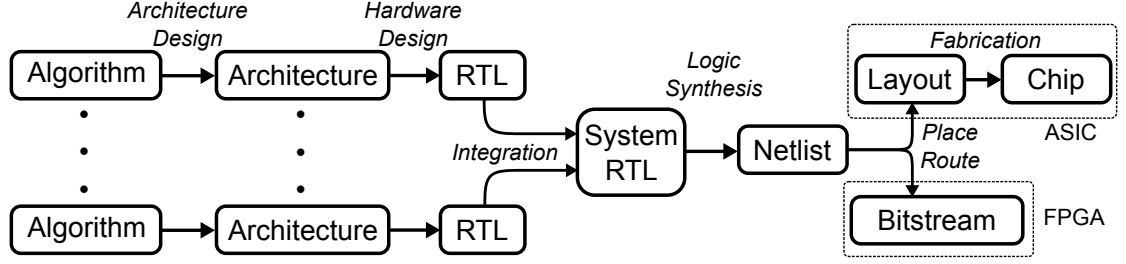 Architecture
Design
Hardware
Design
Algorithm
Architecture
RTL
Integration
Algorithm
Architecture
RTL
System
RTL
Logic
Synthesis
Netlist
Place
Route
Fabrication
Layout
Chip
ASIC
Bitstream
FPGA